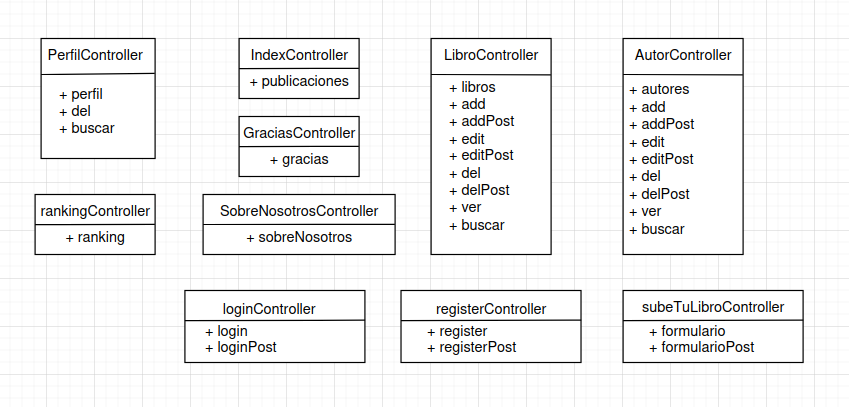 PerfilController
+ perfil
+ del
+ buscar
IndexController
+ publicaciones
GraciasController
+ gracias
LibroController
+ libros
+ add
+ addPost
+ edit
+ editPost
+ del
+ delPost
+ ver
+ buscar
AutorController
+ autores
+ add
+ addPost
+ edit
+ editPost
+ del
+ delPost
+ ver
+ buscar
rankingController
+ ranking
SobreNosotrosController
+ sobreNosotros
loginController
+ login
+ loginPost
registerController
+ register
+ registerPost
subeTuLibroController
+ formulario
+ formularioPost